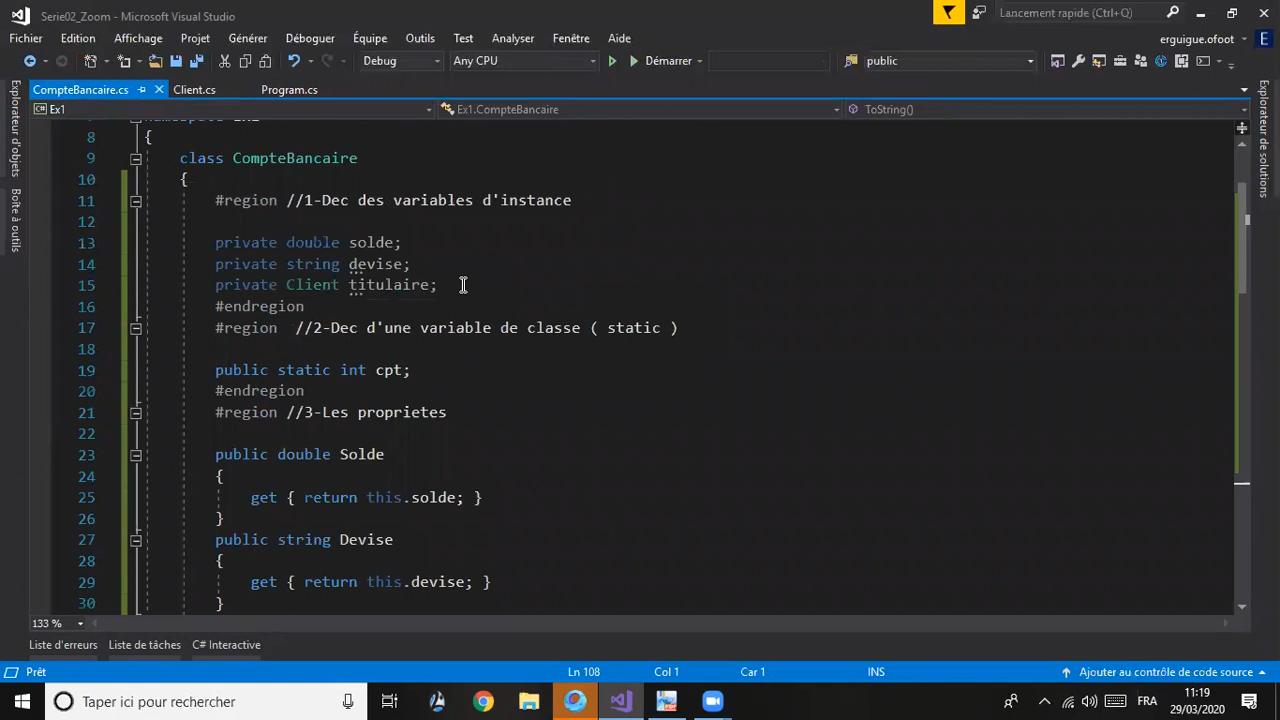 Serie02_Zoom - Microsoft Visual Studio
Lancement rapide (Ctrl+Q)
Fichier Edition Affichage Projet Générer Déboguer Équipe Outils Test Analyser Fenêtre Aide
erguigue.ofoot E
Debug Any CPU Démarrer public
CompteBancaire.cs Client.cs Program.cs
Ex1 Ex1.CompteBancaire ToString()
Explorateur d'objets
Boîte à outils
Explorateur de solutions
8 {
9 class CompteBancaire
10 {
11 #region //1-Dec des variables d'instance
12
13 private double solde;
14 private string devise;
15 private Client titulaire;
16 #endregion
17 #region //2-Dec d'une variable de classe ( static )
18
19 public static int cpt;
20 #endregion
21 #region //3-Les proprietes
22
23 public double Solde
24 {
25 get { return this.solde; }
26 }
27 public string Devise
28 {
29 get { return this.devise; }
30 }
133 %
Liste d'erreurs Liste de tâches C# Interactive
Prêt Ln 108 Col 1 Car 1 INS Ajouter au contrôle de code source
Taper ici pour rechercher
FRA
11:19
29/03/2020